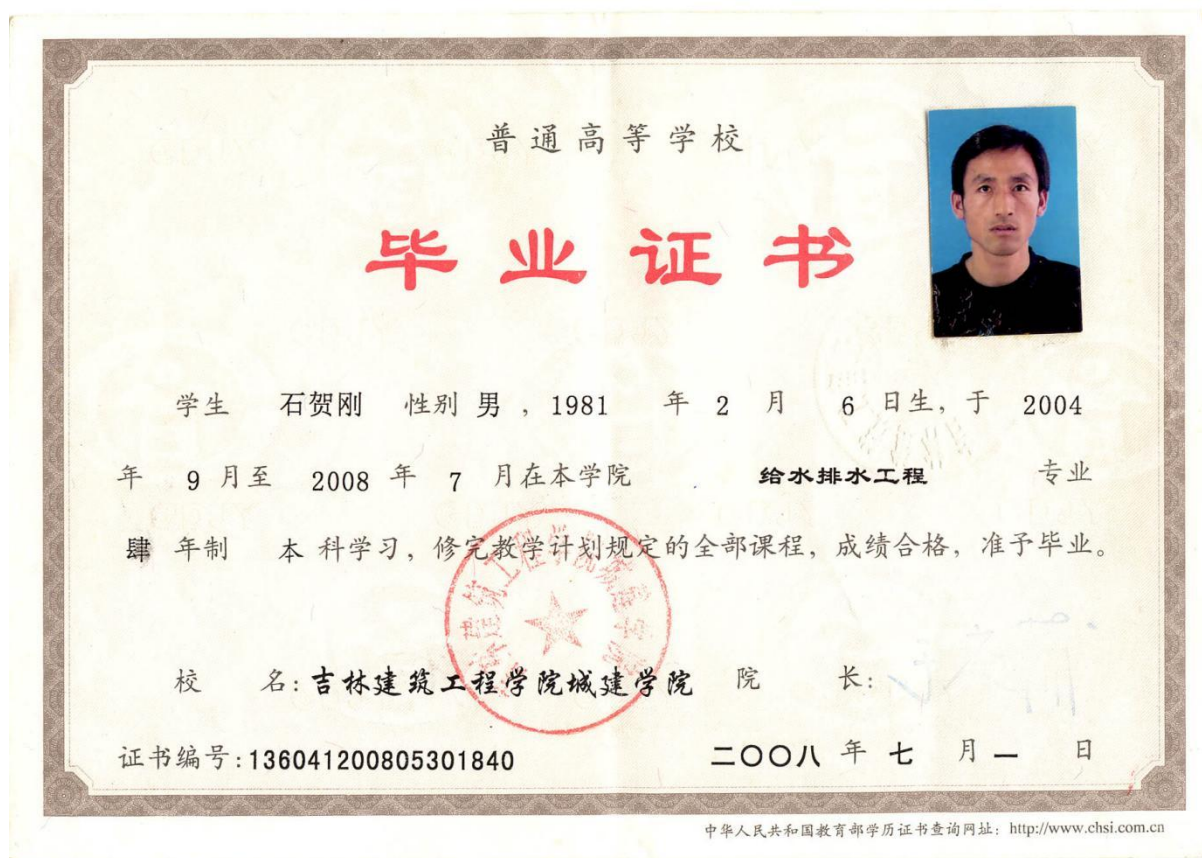 普通高等学校
毕业证书
学生 石贺刚 性别 男 , 1981 年 2 月 6 日生, 于 2004
年 9 月至 2008 年 7 月在本学院 给水排水工程 专业
肆 年制 本 科学习, 修完教学计划规定的全部课程, 成绩合格, 准予毕业。
校 名: 吉林建筑工程学院城建学院 院 长:
证书编号: 136041200805301840 二〇〇八 年 七 月 一 日
中华人民共和国教育部学历证书查询网址: http://www.chsi.com.cn